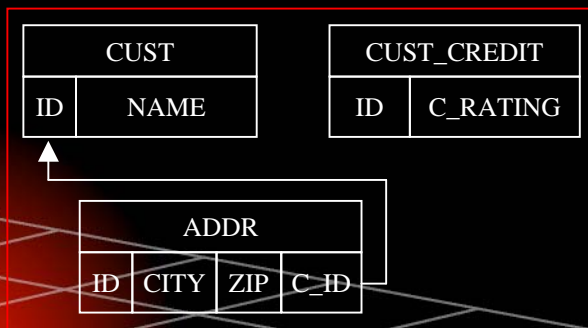 CUST
ID NAME
CUST_CREDIT
ID C_RATING
ADDR
ID CITY ZIP C_ID